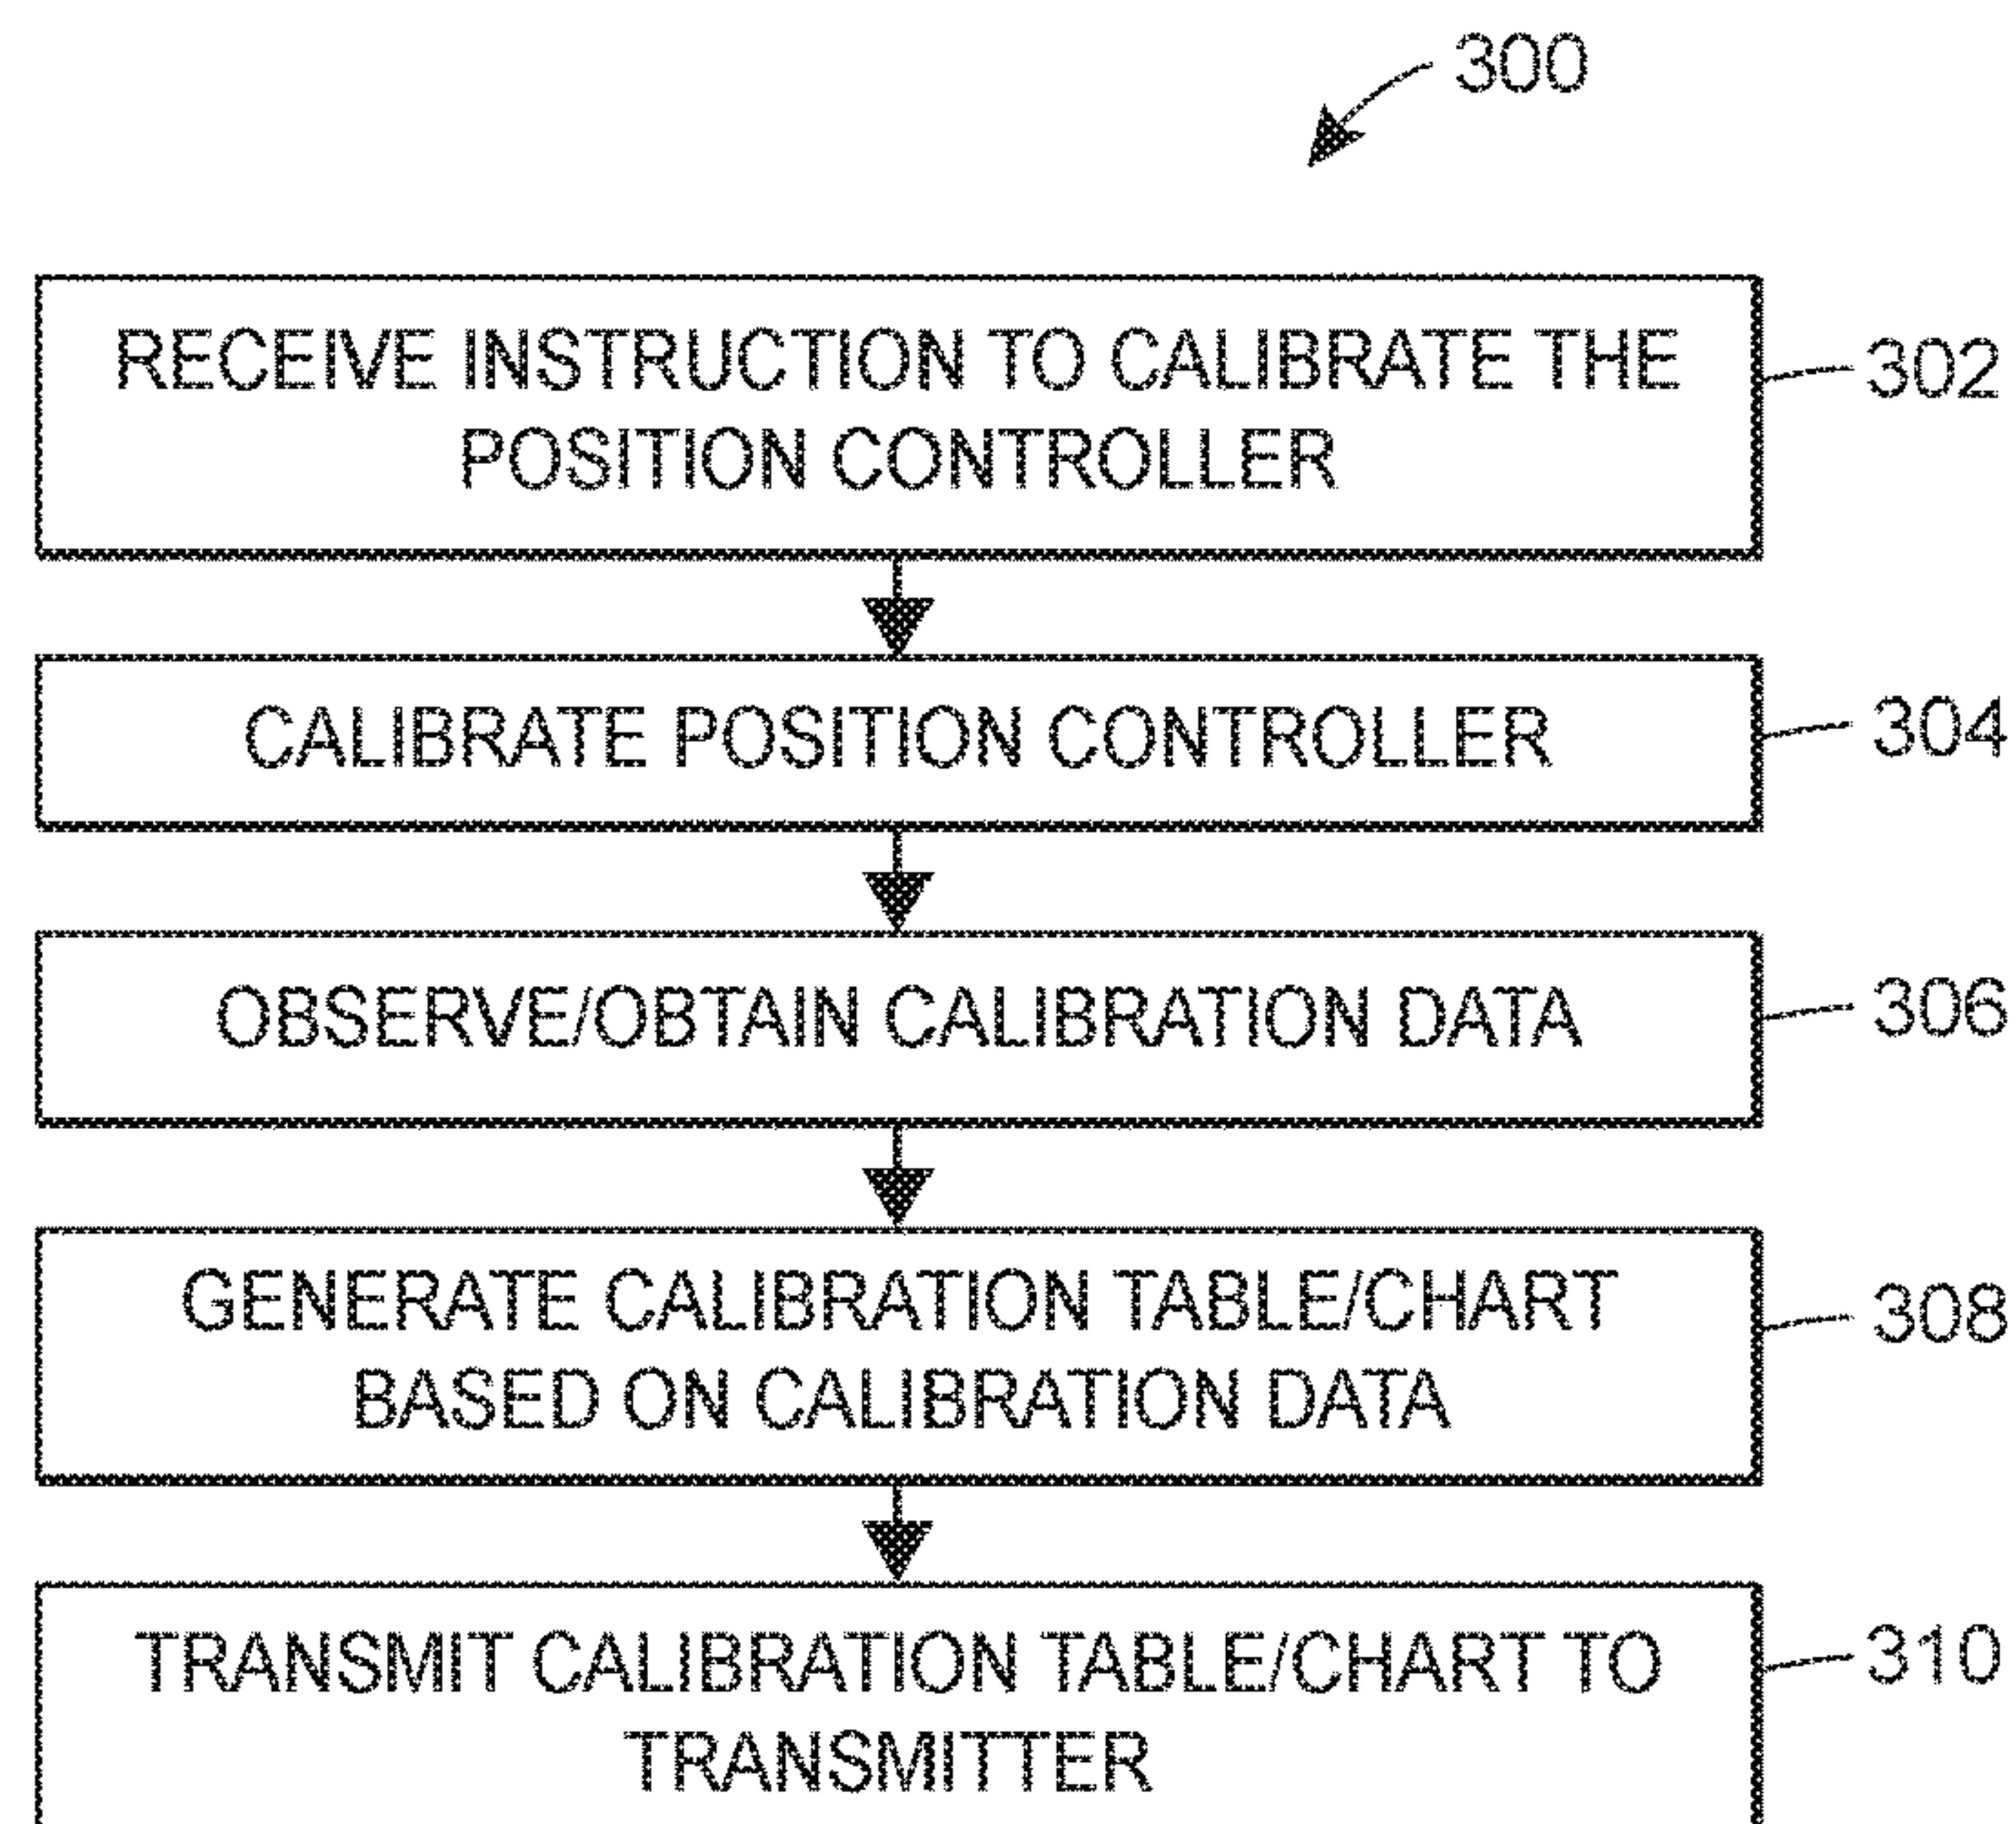 300
RECEIVE INSTRUCTION TO CALIBRATE THE
POSITION CONTROLLER
302
CALIBRATE POSITION CONTROLLER
304
OBSERVE/OBTAIN CALIBRATION DATA
306
GENERATE CALIBRATION TABLE/CHART
BASED ON CALIBRATION DATA
308
TRANSMIT CALIBRATION TABLE/CHART TO
TRANSMITTER
310